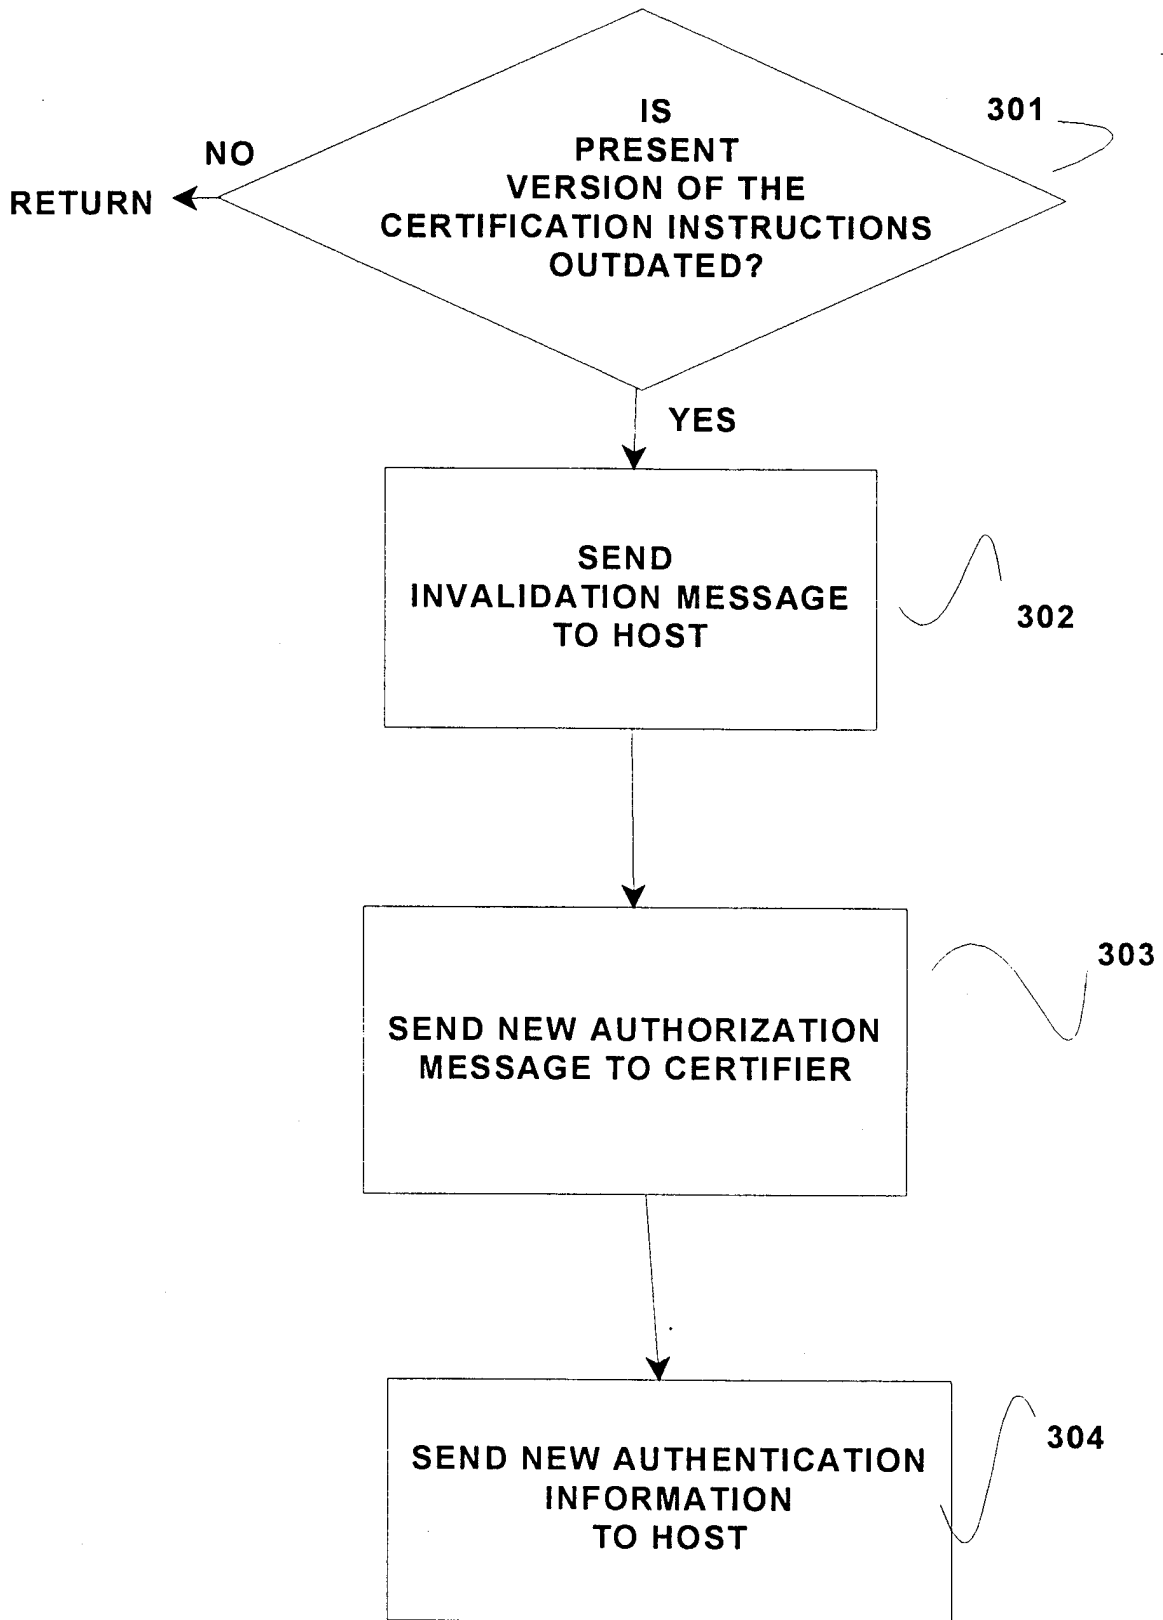 IS
PRESENT
VERSION OF THE
CERTIFICATION INSTRUCTIONS
OUTDATED?
301
NO
RETURN
YES
SEND
INVALIDATION MESSAGE
TO HOST
302
SEND NEW AUTHORIZATION
MESSAGE TO CERTIFIER
303
SEND NEW AUTHENTICATION
INFORMATION
TO HOST
304